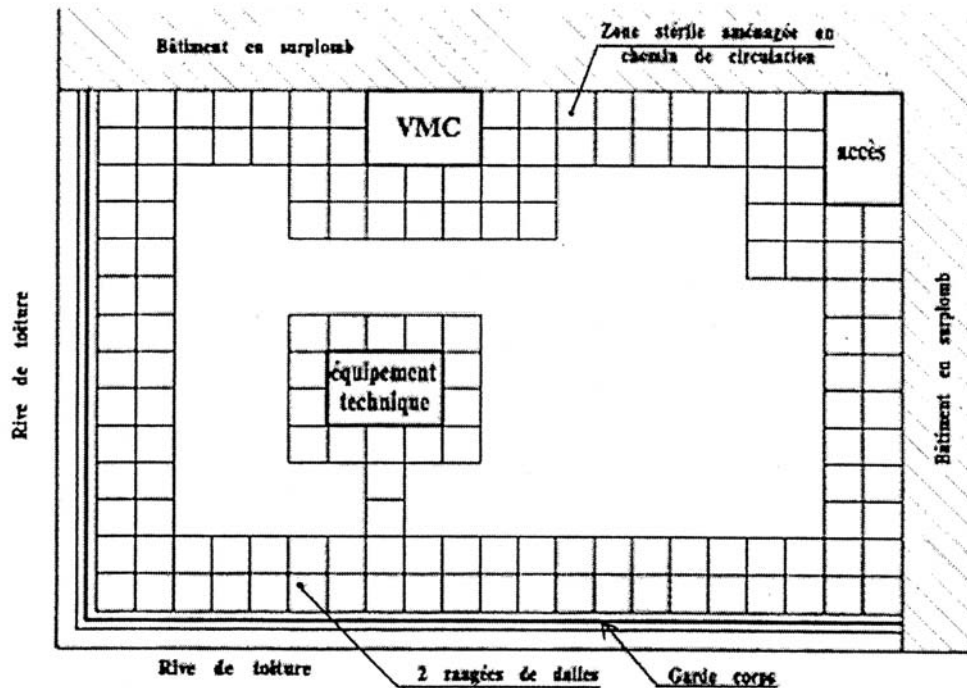 Bâtiment en surplomb
Zone stérile aménagée en
chemin de circulation
VMC
accès
Rive de toiture
équipement
technique
Bâtiment en surplomb
Rive de toiture
2 rangées de dalles
Garde corps